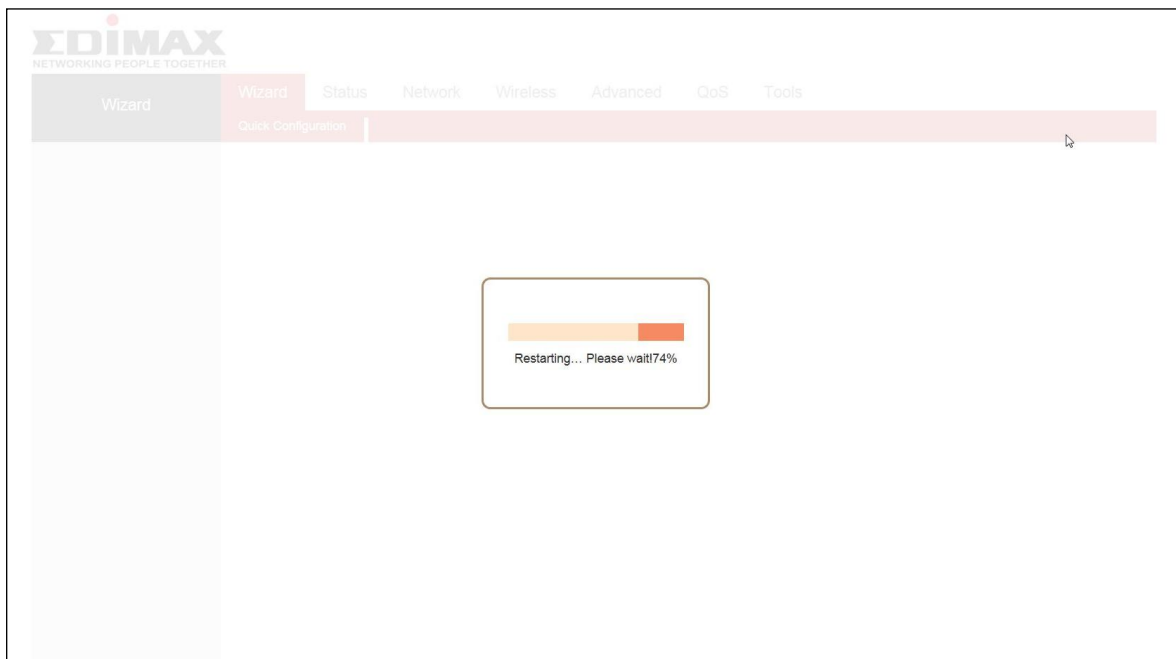 EDiMAX
NETWORKING PEOPLE TOGETHER
Wizard
Wizard Status Network Wireless Advanced QoS Tools
Quick Configuration
Restarting... Please wait!74%